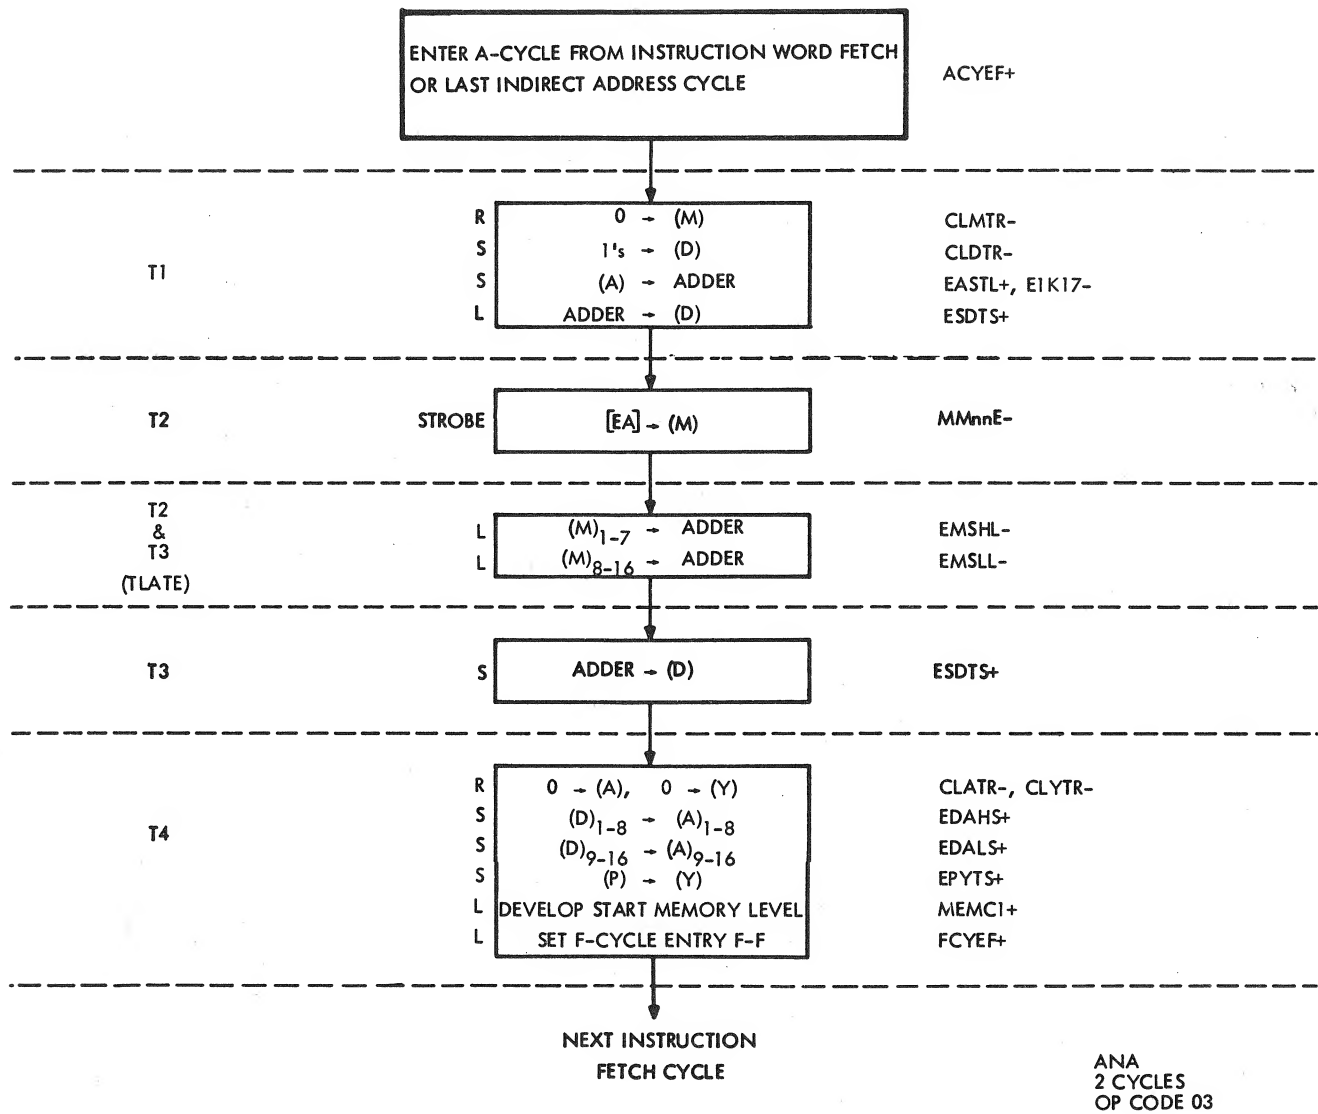 ENTER A-CYCLE FROM INSTRUCTION WORD FETCH
OR LAST INDIRECT ADDRESS CYCLE
ACYEF+
T1
R 0 → (M) CLMTR-
S 1's → (D) CLDTR-
S (A) → ADDER EASTL+, E1K17-
L ADDER → (D) ESDTS+
T2 STROBE [EA] → (M) MMnnE-
T2
&
T3
(TLATE)
L (M)1-7 → ADDER EMSHL-
L (M)8-16 → ADDER EMSLL-
T3 S ADDER → (D) ESDTS+
T4
R 0 → (A), 0 → (Y) CLATR-, CLYTR-
S (D)1-8 → (A)1-8 EDAHS+
S (D)9-16 → (A)9-16 EDALS+
S (P) → (Y) EPYTS+
L DEVELOP START MEMORY LEVEL MEMC1+
L SET F-CYCLE ENTRY F-F FCYEF+
NEXT INSTRUCTION
FETCH CYCLE
ANA
2 CYCLES
OP CODE 03